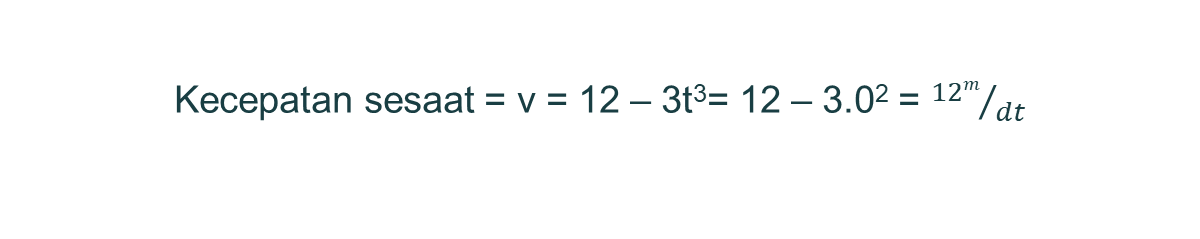 Kecepatan sesaat = v = 12 – 3t³= 12 – 3.0² = 12ᵐ/dt